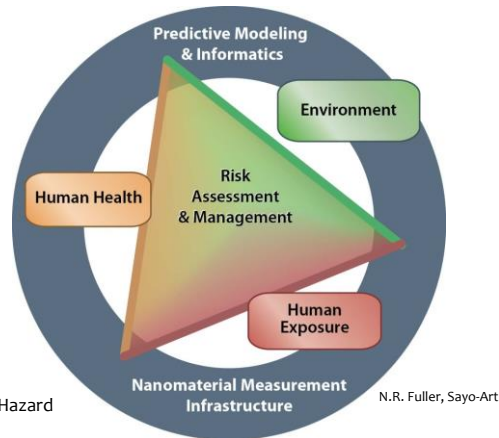 Predictive Modeling
& Informatics
Environment
Human Health
Risk
Assessment
& Management
Human
Exposure
Nanomaterial Measurement
Infrastructure
Hazard
N.R. Fuller, Sayo-Art